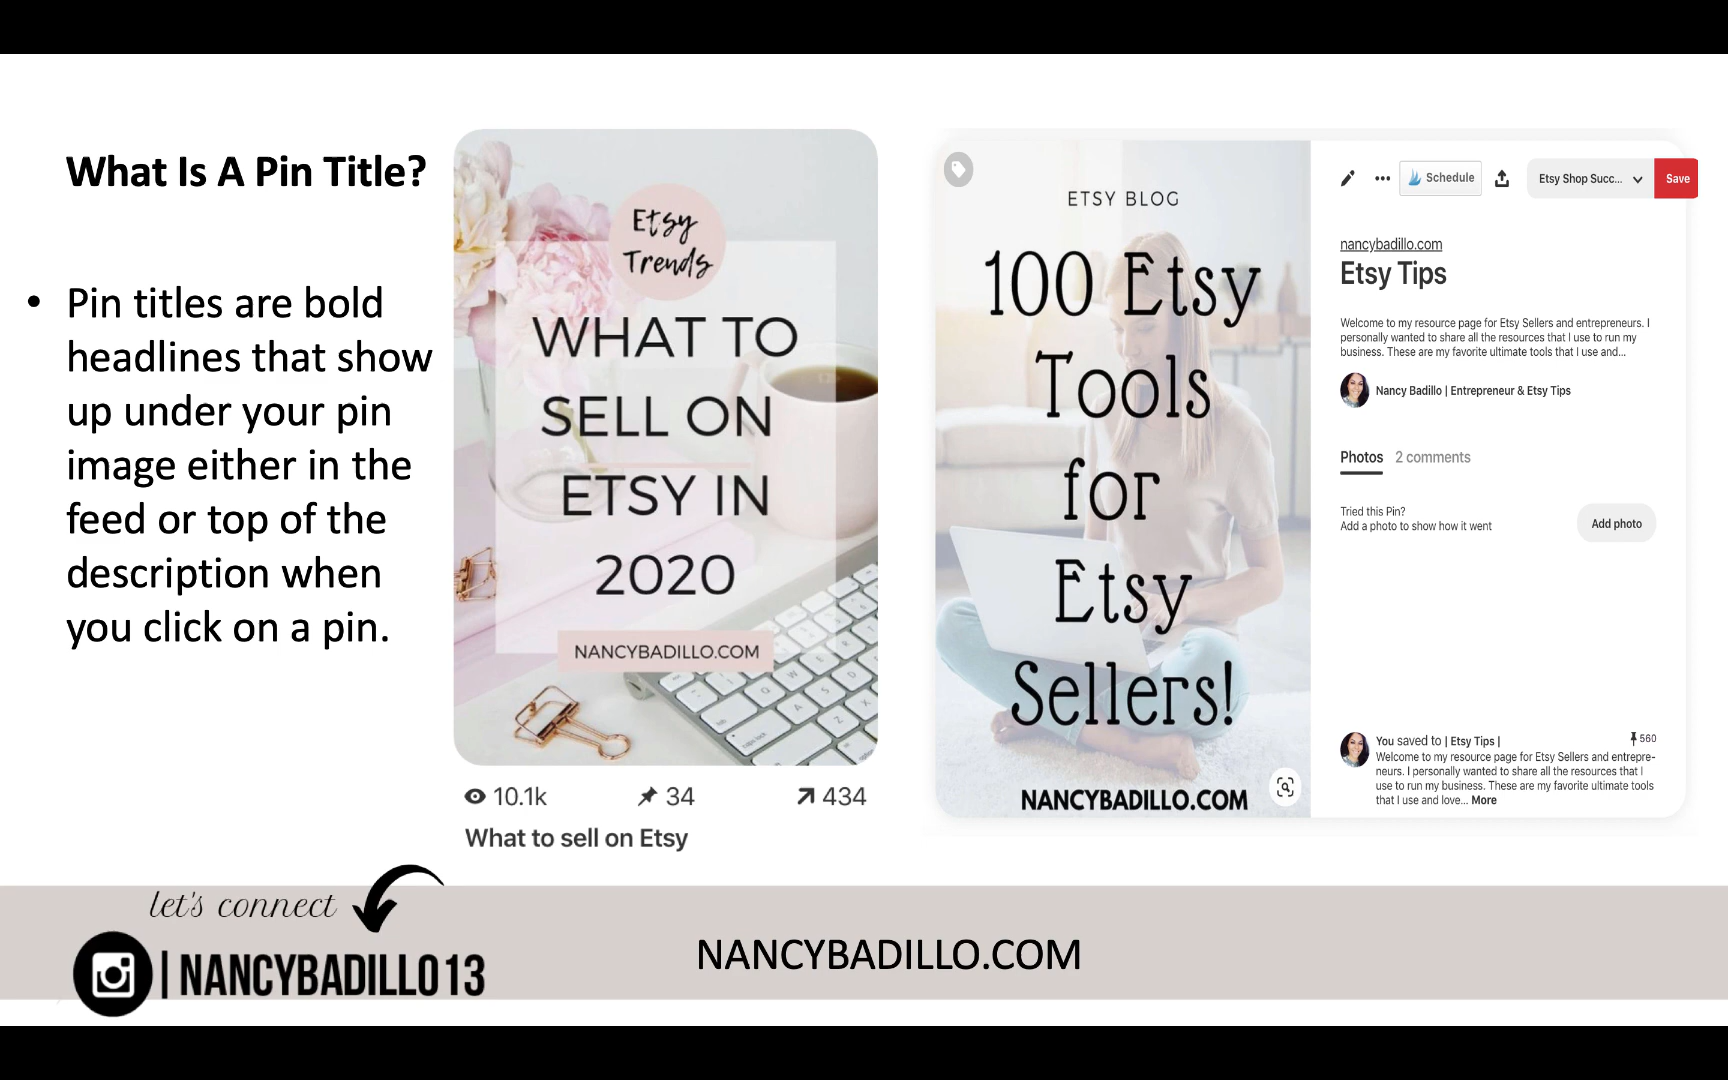 What Is A Pin Title?
• Pin titles are bold
headlines that show
up under your pin
image either in the
feed or top of the
description when
you click on a pin.
Etsy
Trends
WHAT TO
SELL ON
ETSY IN
2020
NANCYBADILLO.COM
10.1k 34 434
What to sell on Etsy
ETSY BLOG
100 Etsy
Tools
for
Etsy
Sellers!
NANCYBADILLO.COM
Schedule Etsy Shop Succ... Save
nancybadillo.com
Etsy Tips
Welcome to my resource page for Etsy Sellers and entrepreneurs. I
personally wanted to share all the resources that I use to run my
business. These are my favorite ultimate tools that I use and...
Nancy Badillo | Entrepreneur & Etsy Tips
Photos 2 comments
Tried this Pin?
Add a photo to show how it went
Add photo
You saved to | Etsy Tips | 560
Welcome to my resource page for Etsy Sellers and entrepre-
neurs. I personally wanted to share all the resources that I
use to run my business. These are my favorite ultimate tools
that I use and love... More
let's connect
| NANCYBADILLO13
NANCYBADILLO.COM